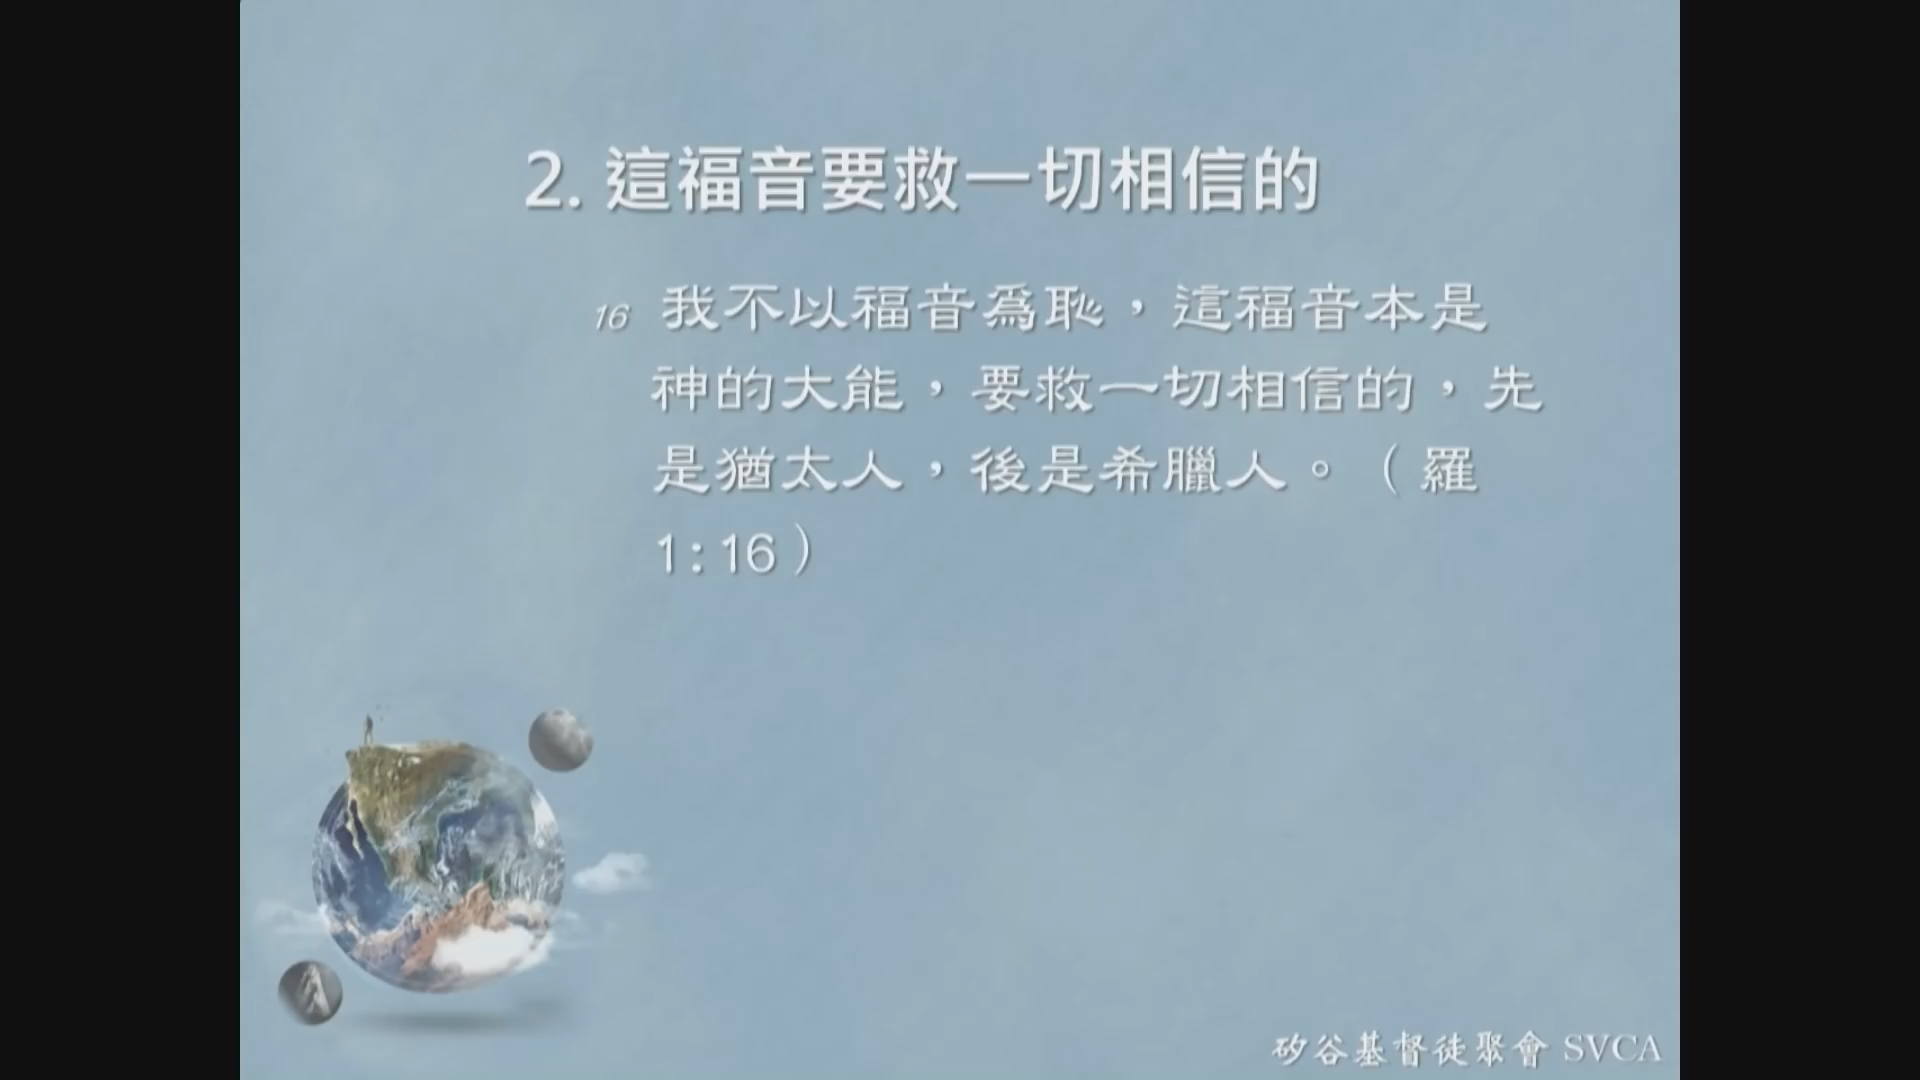 2. 這福音要救一切相信的
16 我不以福音為恥，這福音本是
神的大能，要救一切相信的，先
是猶太人，後是希臘人。（羅
1:16）
矽谷基督徒聚會 SVCA